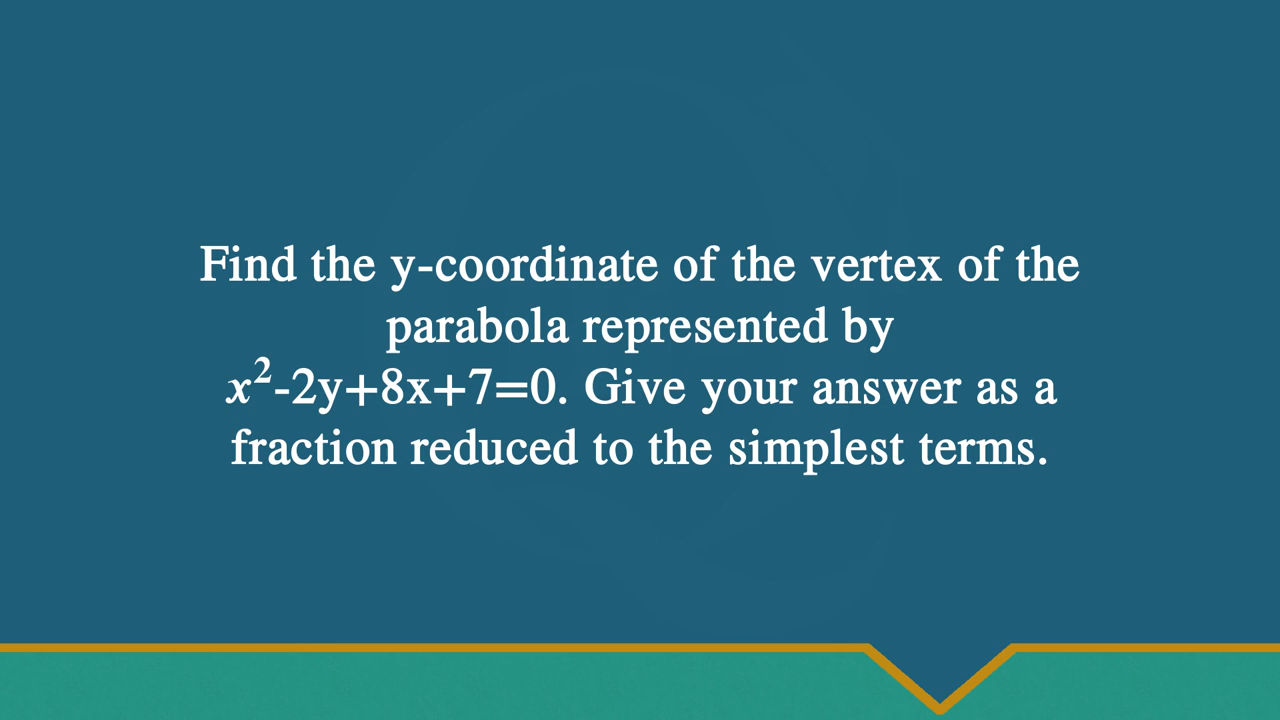 Find the y-coordinate of the vertex of the
parabola represented by
x²-2y+8x+7=0. Give your answer as a
fraction reduced to the simplest terms.